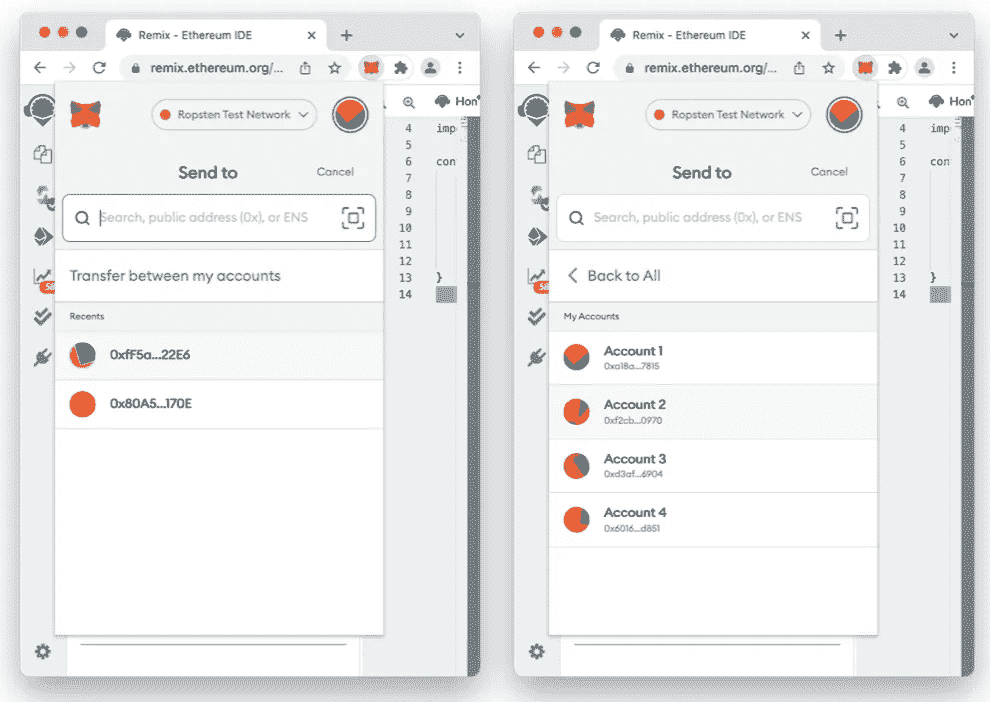 Remix - Ethereum IDE
remix.ethereum.org/...
Ropsten Test Network
Hon
Send to
Cancel
Search, public address (0x), or ENS
Transfer between my accounts
Recents
0xfF5a...22E6
0x80A5...170E
58
4 imp
5
6 con
7
8
9
10
11
12
13 }
14
Remix - Ethereum IDE
remix.ethereum.org/...
Ropsten Test Network
Hon
Send to
Cancel
Search, public address (0x), or ENS
Back to All
My Accounts
Account 1
0xa18a...7815
Account 2
0xf2cb...0970
Account 3
0xd3af...6904
Account 4
0x6016...d851
58
4 imp
5
6 con
7
8
9
10
11
12
13 }
14